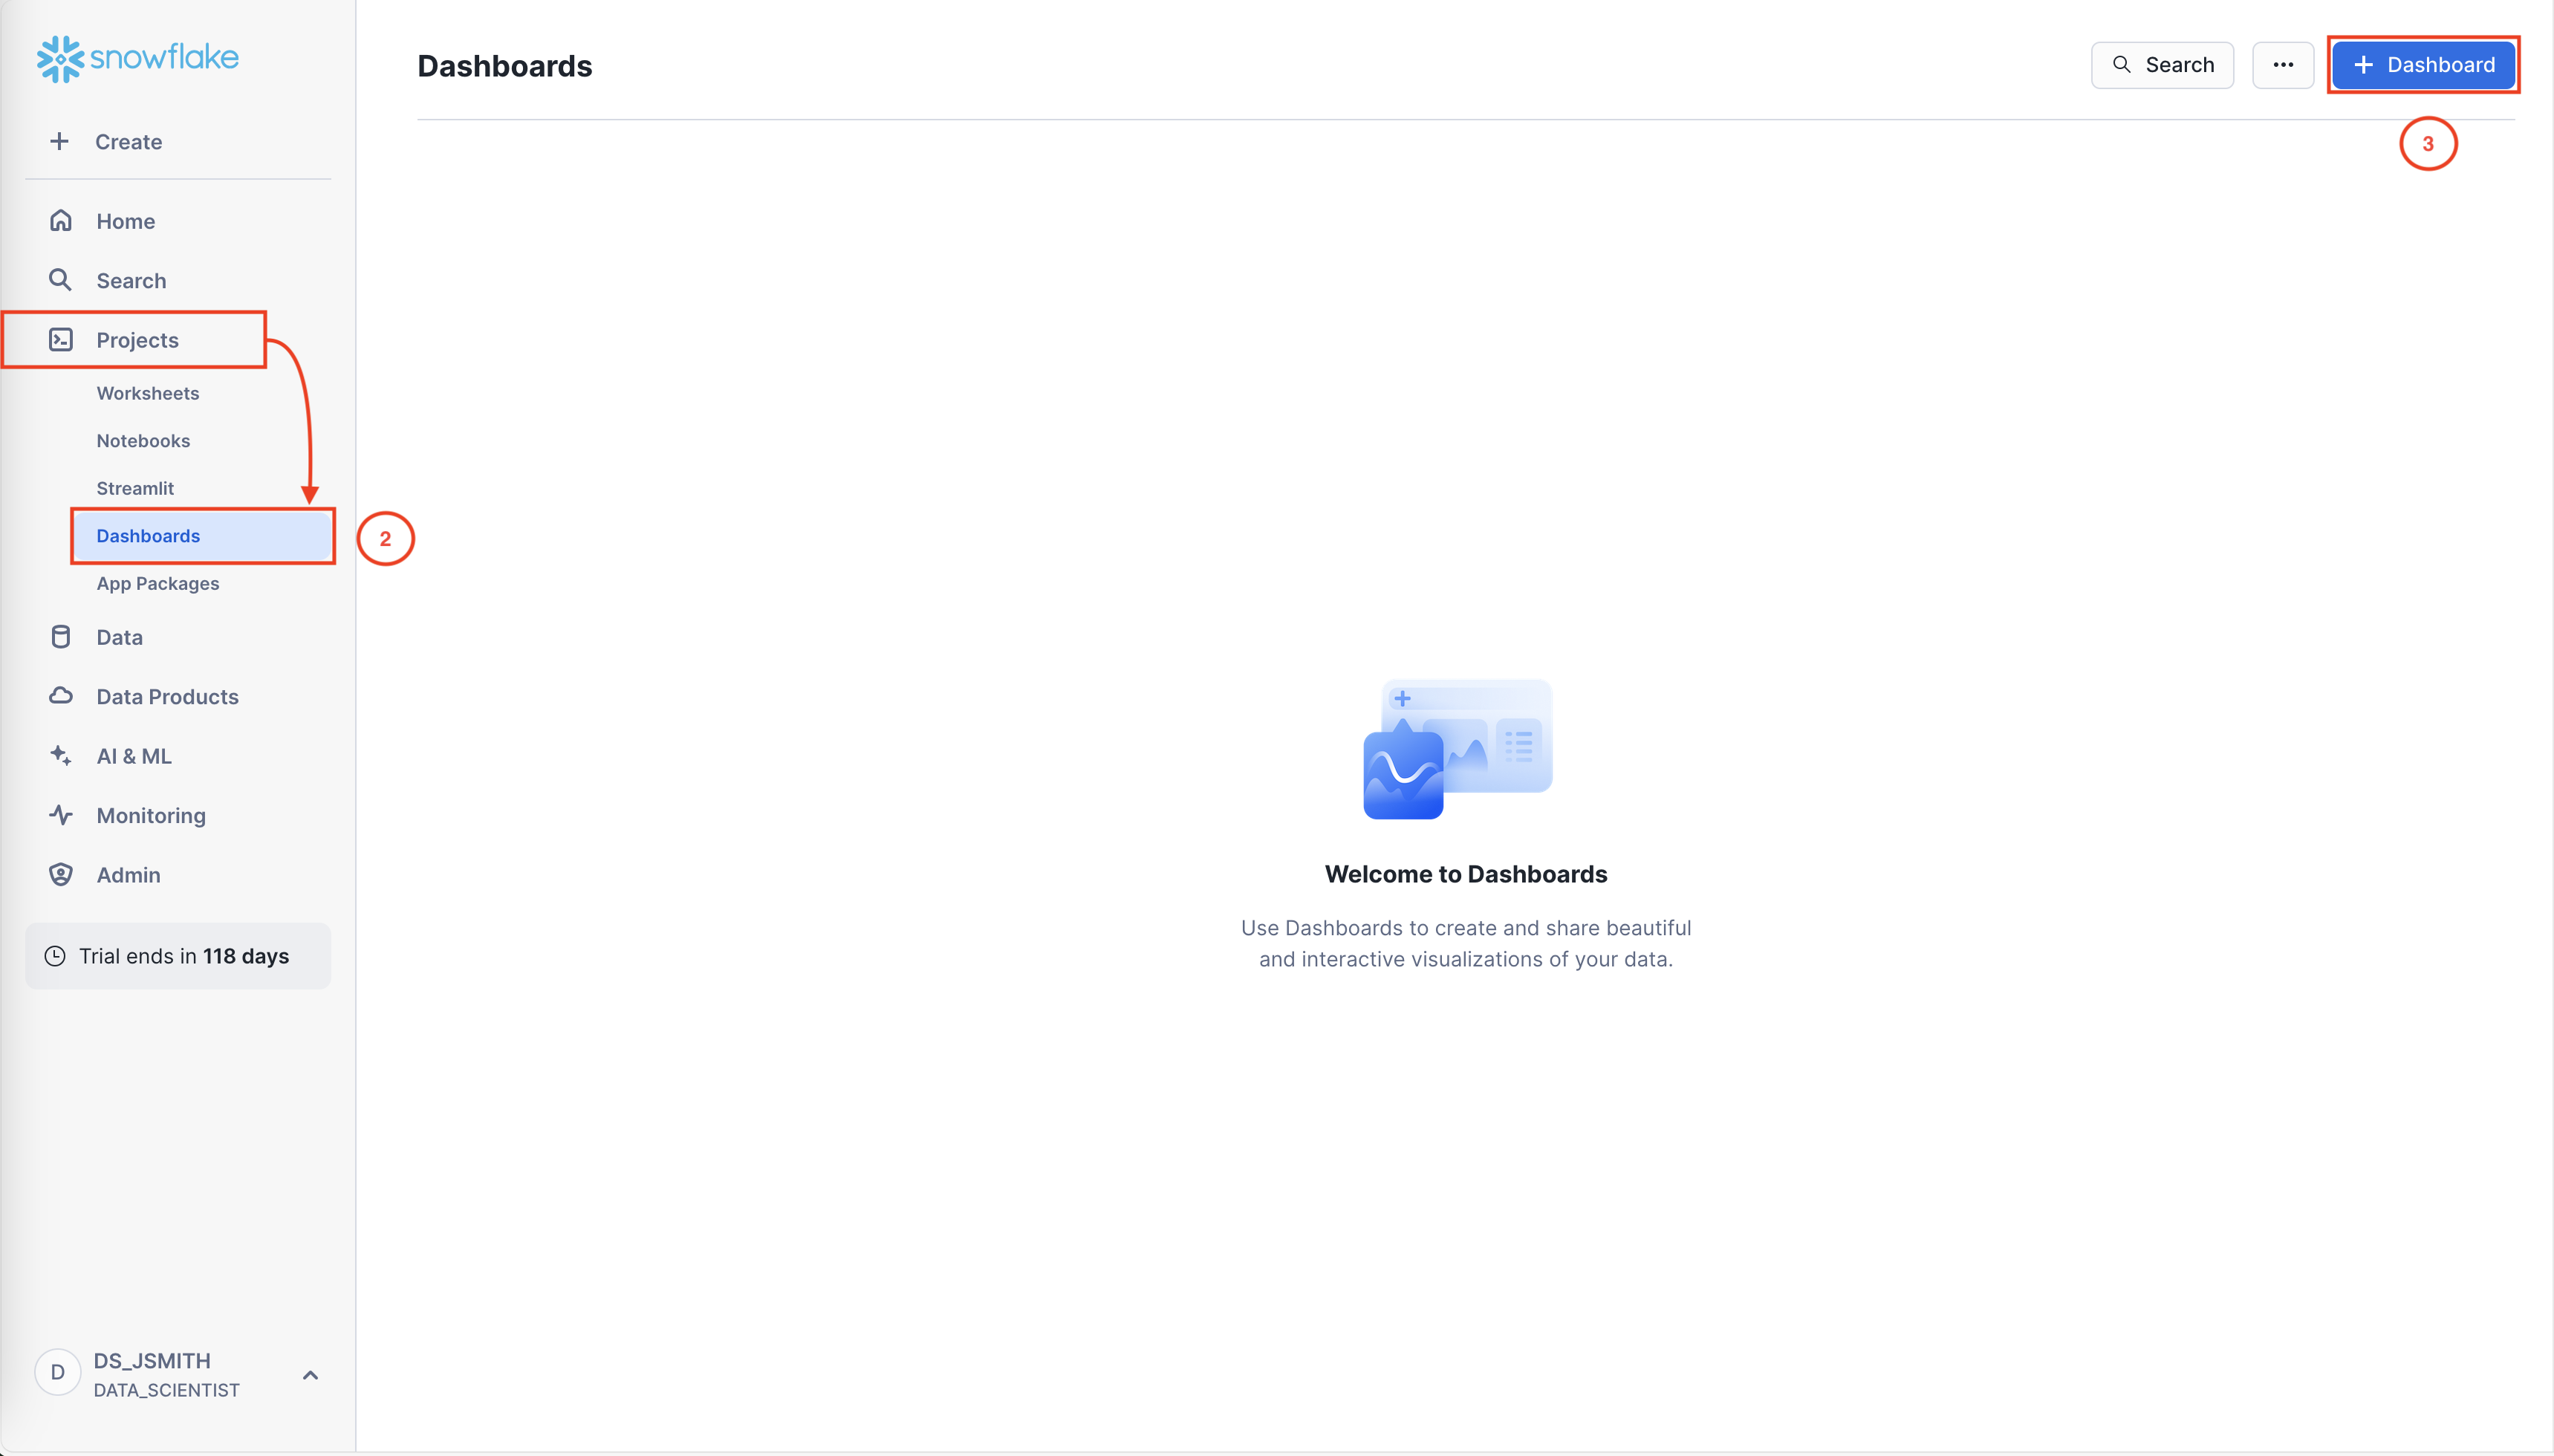 snowflake
Create
Home
Search
Projects
Worksheets
Notebooks
Streamlit
Dashboards
2
App Packages
Data
Data Products
AI & ML
Monitoring
Admin
Trial ends in 118 days
D
DS_JSMITH
DATA_SCIENTIST
Dashboards
Search
Dashboard
3
Welcome to Dashboards
Use Dashboards to create and share beautiful
and interactive visualizations of your data.